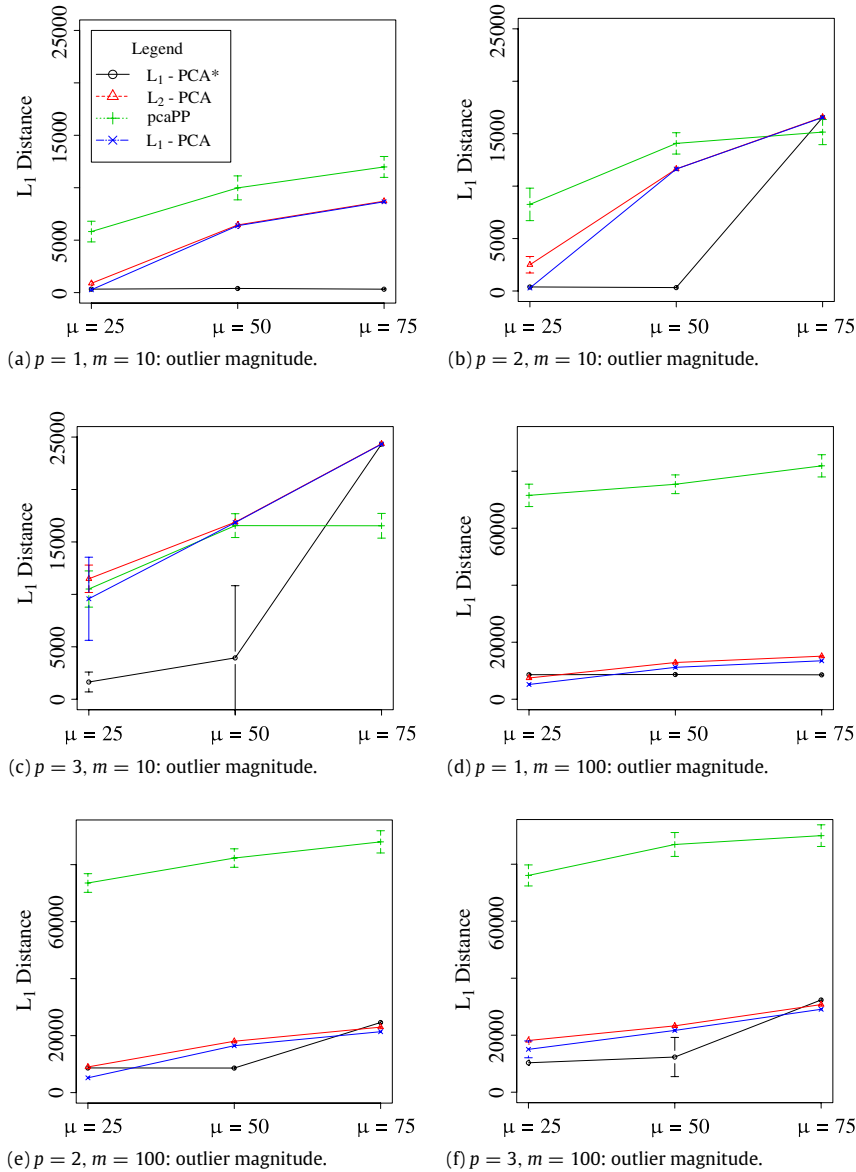 25000
15000
5000
0
L₁ Distance
Legend
L₁ - PCA*
L₂ - PCA
pcaPP
L₁ - PCA
μ = 25 μ = 50 μ = 75
(a) p = 1, m = 10: outlier magnitude.
25000
15000
5000
0
L₁ Distance
μ = 25 μ = 50 μ = 75
(b) p = 2, m = 10: outlier magnitude.
25000
15000
5000
0
L₁ Distance
μ = 25 μ = 50 μ = 75
(c) p = 3, m = 10: outlier magnitude.
60000
20000
0
L₁ Distance
μ = 25 μ = 50 μ = 75
(d) p = 1, m = 100: outlier magnitude.
60000
20000
0
L₁ Distance
μ = 25 μ = 50 μ = 75
(e) p = 2, m = 100: outlier magnitude.
60000
20000
0
L₁ Distance
μ = 25 μ = 50 μ = 75
(f) p = 3, m = 100: outlier magnitude.